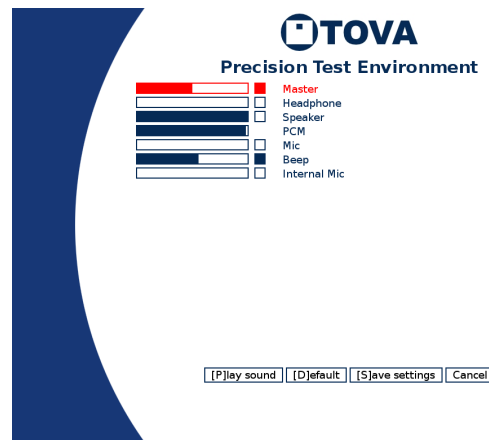 TOVA
Precision Test Environment
Master
Headphone
Speaker
PCM
Mic
Beep
Internal Mic
[P]lay sound [D]efault [S]ave settings Cancel